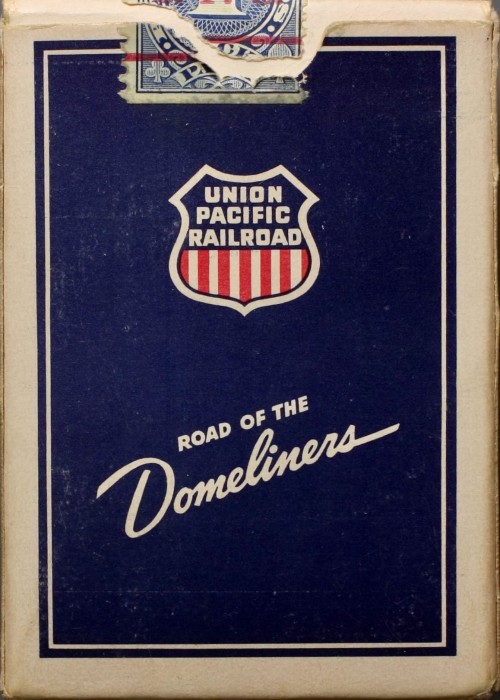 UNION
PACIFIC
RAILROAD
ROAD OF THE
Domeliners